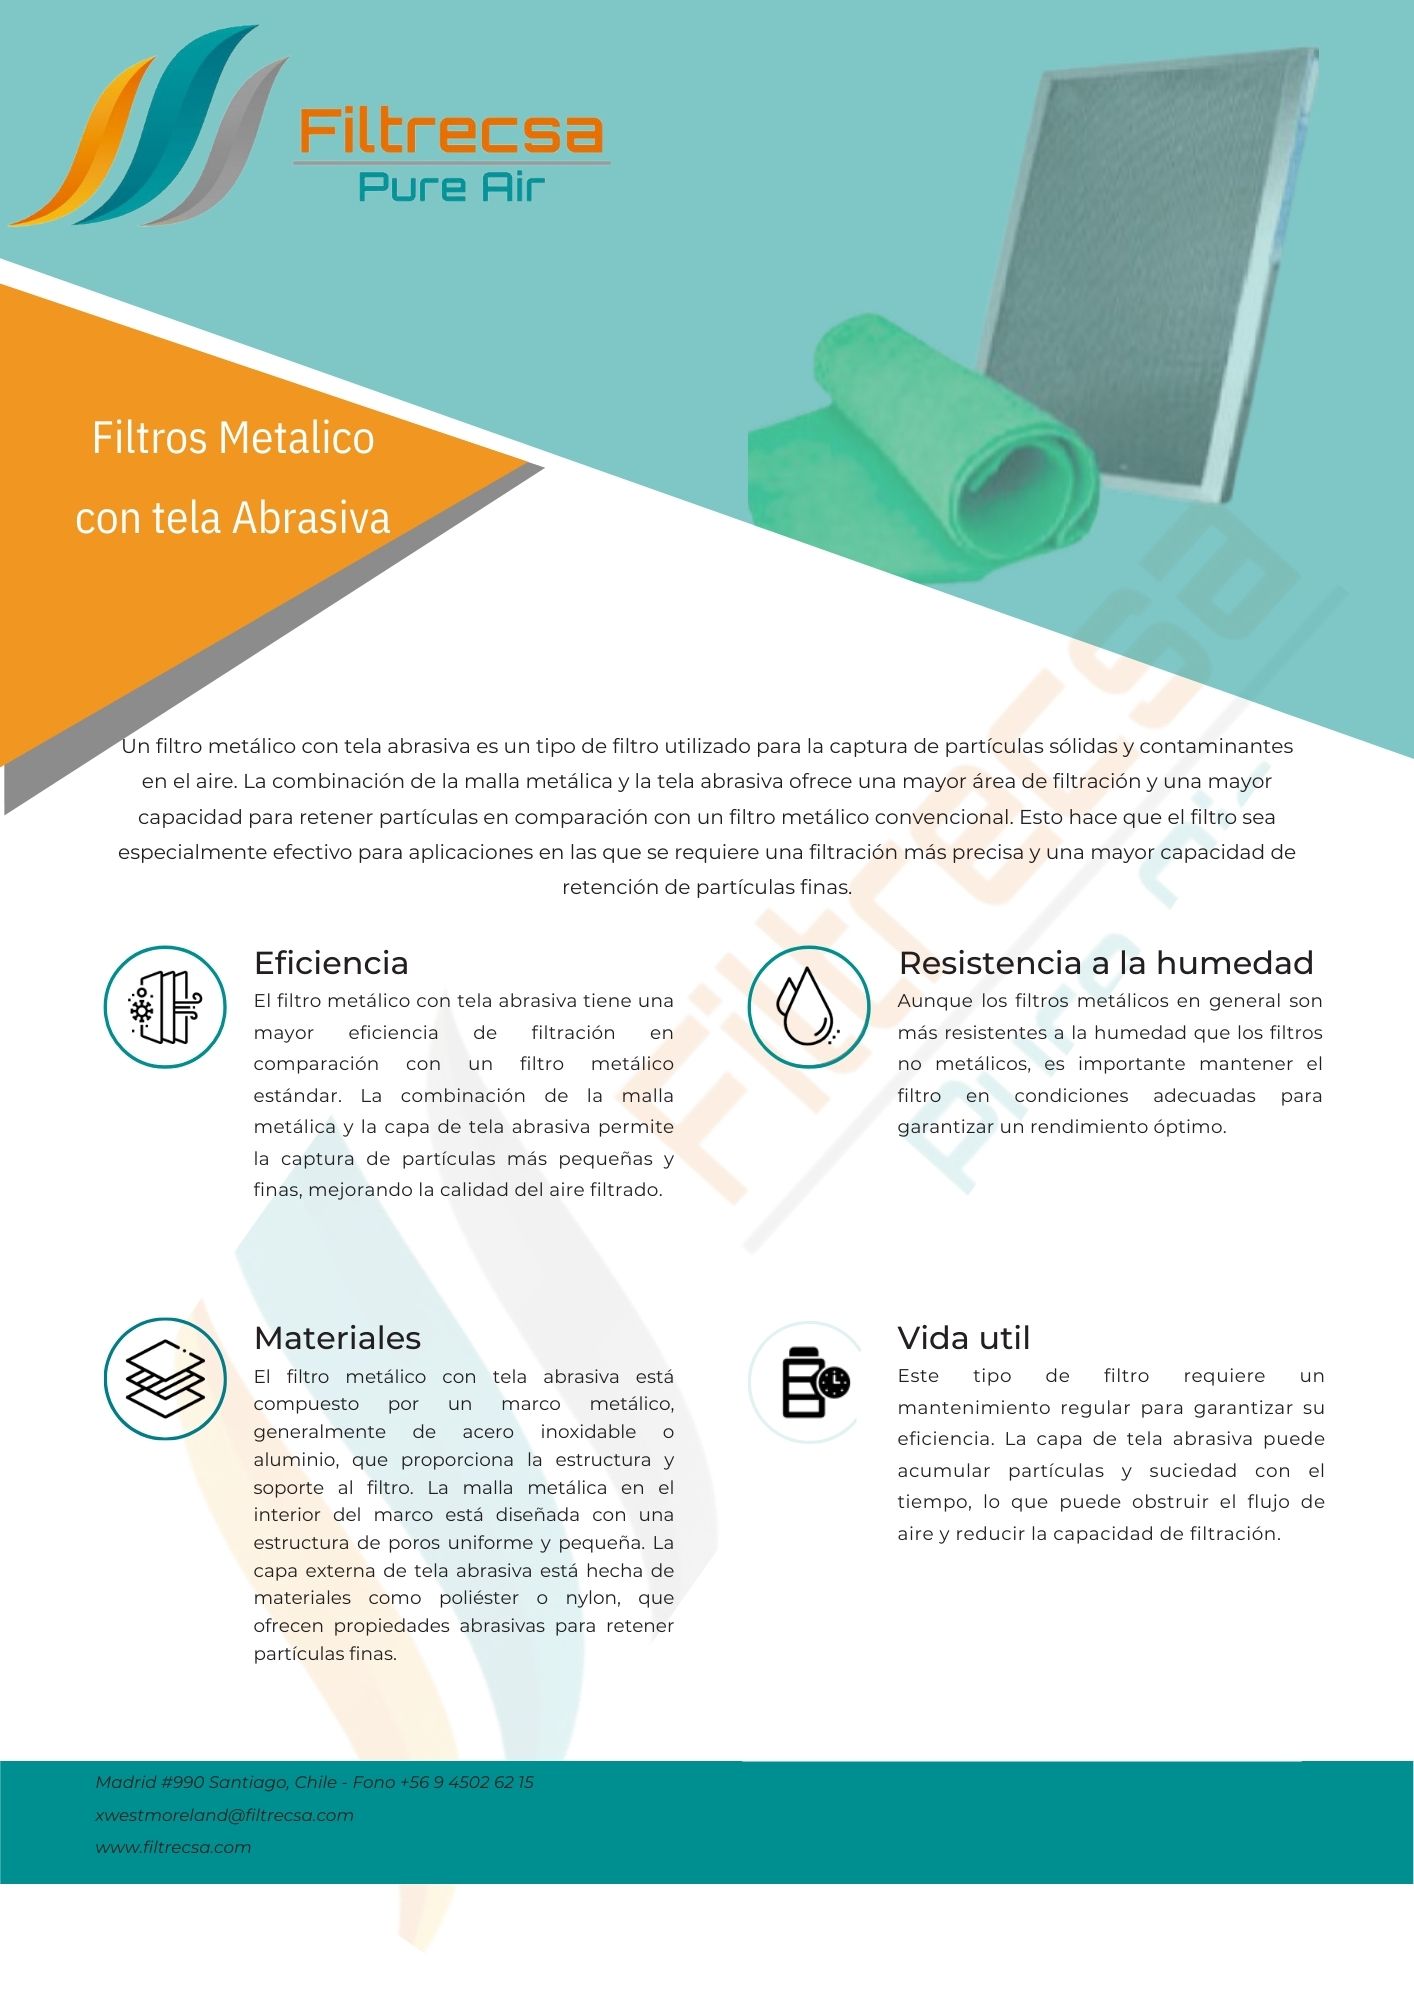 Filtrecsa
Pure Air
Filtros Metalico
con tela Abrasiva
Un filtro metálico con tela abrasiva es un tipo de filtro utilizado para la captura de partículas sólidas y contaminantes
en el aire. La combinación de la malla metálica y la tela abrasiva ofrece una mayor área de filtración y una mayor
capacidad para retener partículas en comparación con un filtro metálico convencional. Esto hace que el filtro sea
especialmente efectivo para aplicaciones en las que se requiere una filtración más precisa y una mayor capacidad de
retención de partículas finas.
Eficiencia
El filtro metálico con tela abrasiva tiene una
mayor eficiencia de filtración en
comparación con un filtro metálico
estándar. La combinación de la malla
metálica y la capa de tela abrasiva permite
la captura de partículas más pequeñas y
finas, mejorando la calidad del aire filtrado.
Resistencia a la humedad
Aunque los filtros metálicos en general son
más resistentes a la humedad que los filtros
no metálicos, es importante mantener el
filtro en condiciones adecuadas para
garantizar un rendimiento óptimo.
Materiales
El filtro metálico con tela abrasiva está
compuesto por un marco metálico,
generalmente de acero inoxidable o
aluminio, que proporciona la estructura y
soporte al filtro. La malla metálica en el
interior del marco está diseñada con una
estructura de poros uniforme y pequeña. La
capa externa de tela abrasiva está hecha de
materiales como poliéster o nylon, que
ofrecen propiedades abrasivas para retener
partículas finas.
Vida util
Este tipo de filtro requiere un
mantenimiento regular para garantizar su
eficiencia. La capa de tela abrasiva puede
acumular partículas y suciedad con el
tiempo, lo que puede obstruir el flujo de
aire y reducir la capacidad de filtración.
Filtrecsa
Madrid #990 Santiago, Chile - Fono +56 9 4502 62 15
xwestmoreland@filtrecsa.com
www.filtrecsa.com